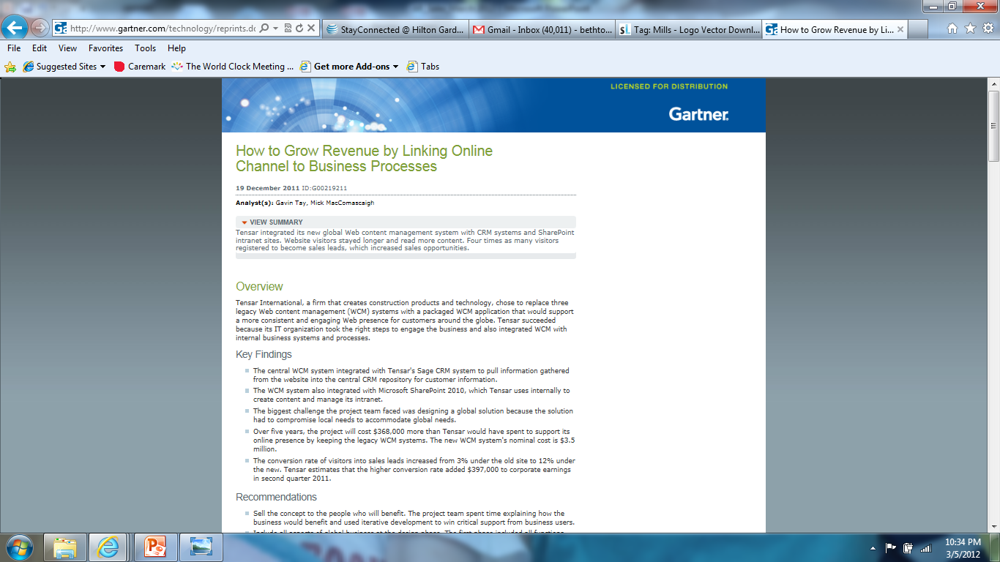 http://www.gartner.com/technology/reprints.dc
StayConnected @ Hilton Gard...
Gmail - Inbox (40,011) - bethto...
Tag: Mills - Logo Vector Downl...
How to Grow Revenue by Li...
File Edit View Favorites Tools Help
Suggested Sites Caremark The World Clock Meeting ... Get more Add-ons Tabs
LICENSED FOR DISTRIBUTION
Gartner
How to Grow Revenue by Linking Online
Channel to Business Processes
19 December 2011 ID:G00219211
Analyst(s): Gavin Tay, Mick MacComascaigh
VIEW SUMMARY
Tensar integrated its new global Web content management system with CRM systems and SharePoint
intranet sites. Website visitors stayed longer and read more content. Four times as many visitors
registered to become sales leads, which increased sales opportunities.
Overview
Tensar International, a firm that creates construction products and technology, chose to replace three
legacy Web content management (WCM) systems with a packaged WCM application that would support
a more consistent and engaging Web presence for customers around the globe. Tensar succeeded
because its IT organization took the right steps to engage the business and also integrated WCM with
internal business systems and processes.
Key Findings
The central WCM system integrated with Tensar's Sage CRM system to pull information gathered
from the website into the central CRM repository for customer information.
The WCM system also integrated with Microsoft SharePoint 2010, which Tensar uses internally to
create content and manage its intranet.
The biggest challenge the project team faced was designing a global solution because the solution
had to compromise local needs to accommodate global needs.
Over five years, the project will cost $368,000 more than Tensar would have spent to support its
online presence by keeping the legacy WCM systems. The new WCM system's nominal cost is $3.5
million.
The conversion rate of visitors into sales leads increased from 3% under the old site to 12% under
the new. Tensar estimates that the higher conversion rate added $397,000 to corporate earnings
in second quarter 2011.
Recommendations
Sell the concept to the people who will benefit. The project team spent time explaining how the
business would benefit and used iterative development to win critical support from business users.
10:34 PM
3/5/2012